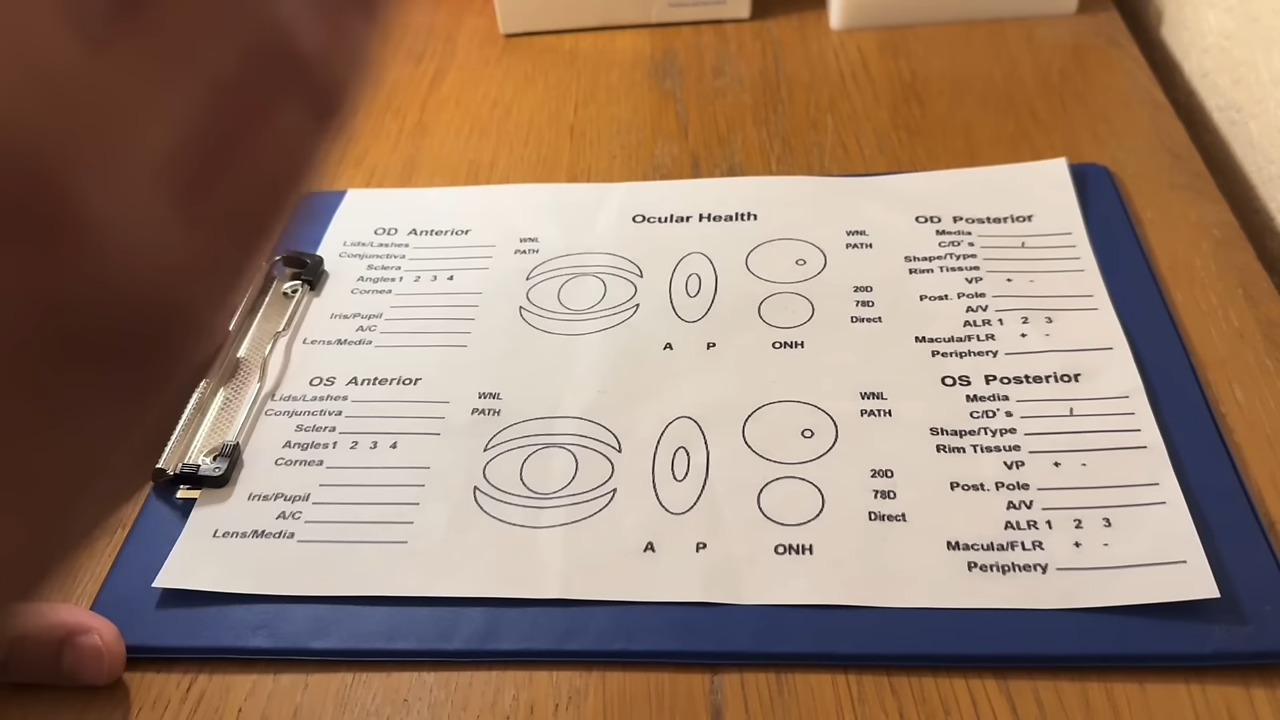 Ocular Health
OD Anterior
Lids/Lashes
Conjunctiva
Sclera
Angles 1 2 3 4
Cornea
Iris/Pupil
A/C
Lens/Media
WNL
PATH
A P
ONH
WNL
PATH
20D
78D
Direct
OD Posterior
Media
C/D's /
Shape/Type
Rim Tissue
VP + -
Post. Pole
A/V
ALR 1 2 3
Macula/FLR + -
Periphery
OS Anterior
Lids/Lashes
Conjunctiva
Sclera
Angles 1 2 3 4
Cornea
Iris/Pupil
A/C
Lens/Media
WNL
PATH
A P
ONH
WNL
PATH
20D
78D
Direct
OS Posterior
Media
C/D's /
Shape/Type
Rim Tissue
VP + -
Post. Pole
A/V
ALR 1 2 3
Macula/FLR + -
Periphery